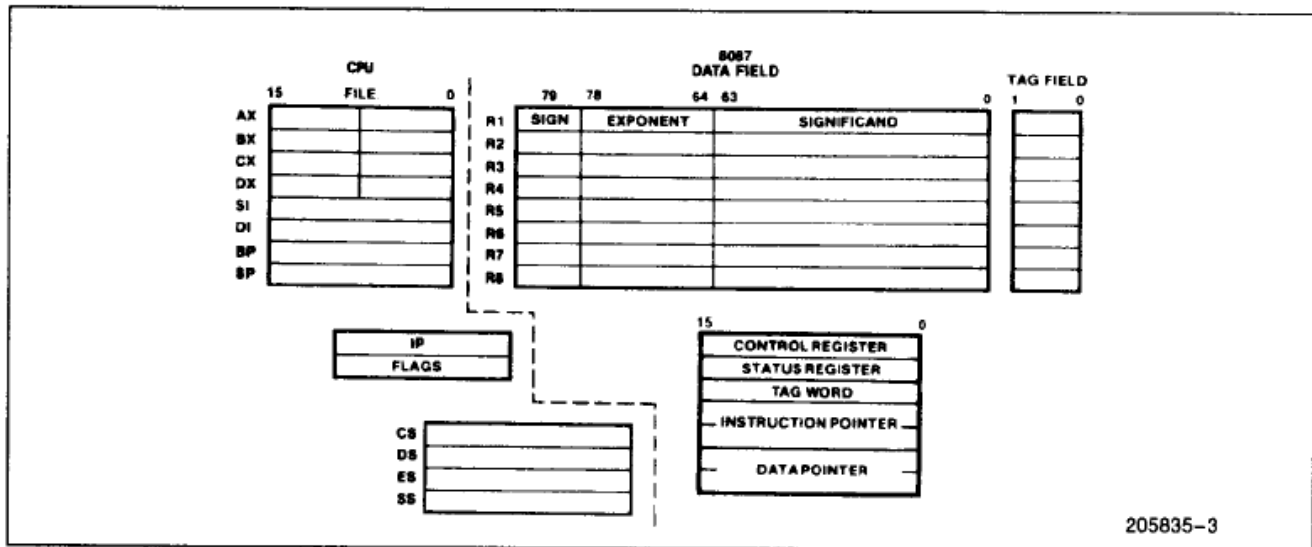 CPU
FILE
15 0
AX
BX
CX
DX
SI
DI
BP
SP
IP
FLAGS
CS
DS
ES
SS
8087
DATA FIELD
79 78 64 63 0
R1 SIGN EXPONENT SIGNIFICAND
R2
R3
R4
R5
R6
R7
R8
TAG FIELD
1 0
15 0
CONTROL REGISTER
STATUS REGISTER
TAG WORD
INSTRUCTION POINTER
DATA POINTER
205835-3